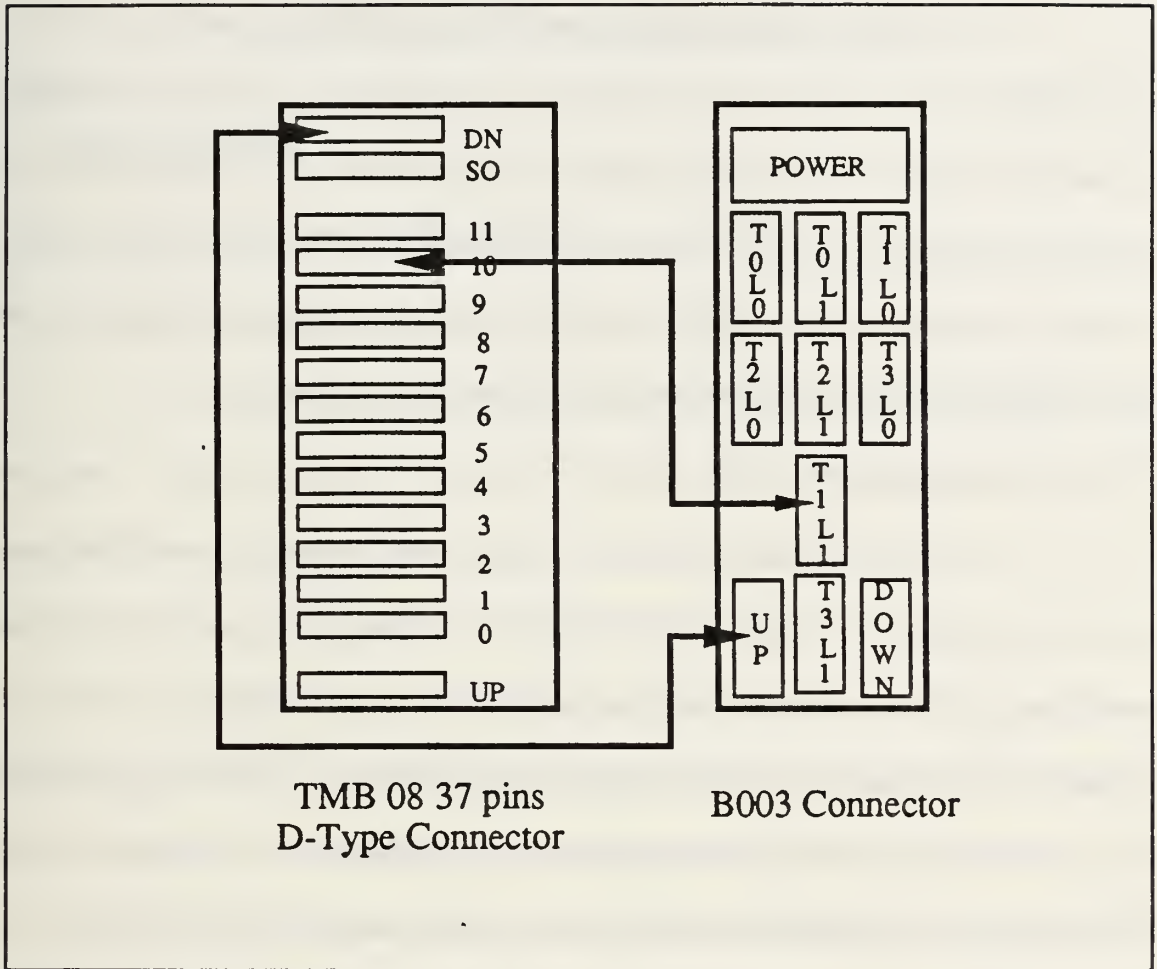 DN
SO
11
10
9
8
7
6
5
4
3
2
1
0
UP
TMB 08 37 pins
D-Type Connector
POWER
T0L0
T0L1
T1L0
T2L0
T2L1
T3L0
T1L1
UP
T3L1
DOWN
B003 Connector